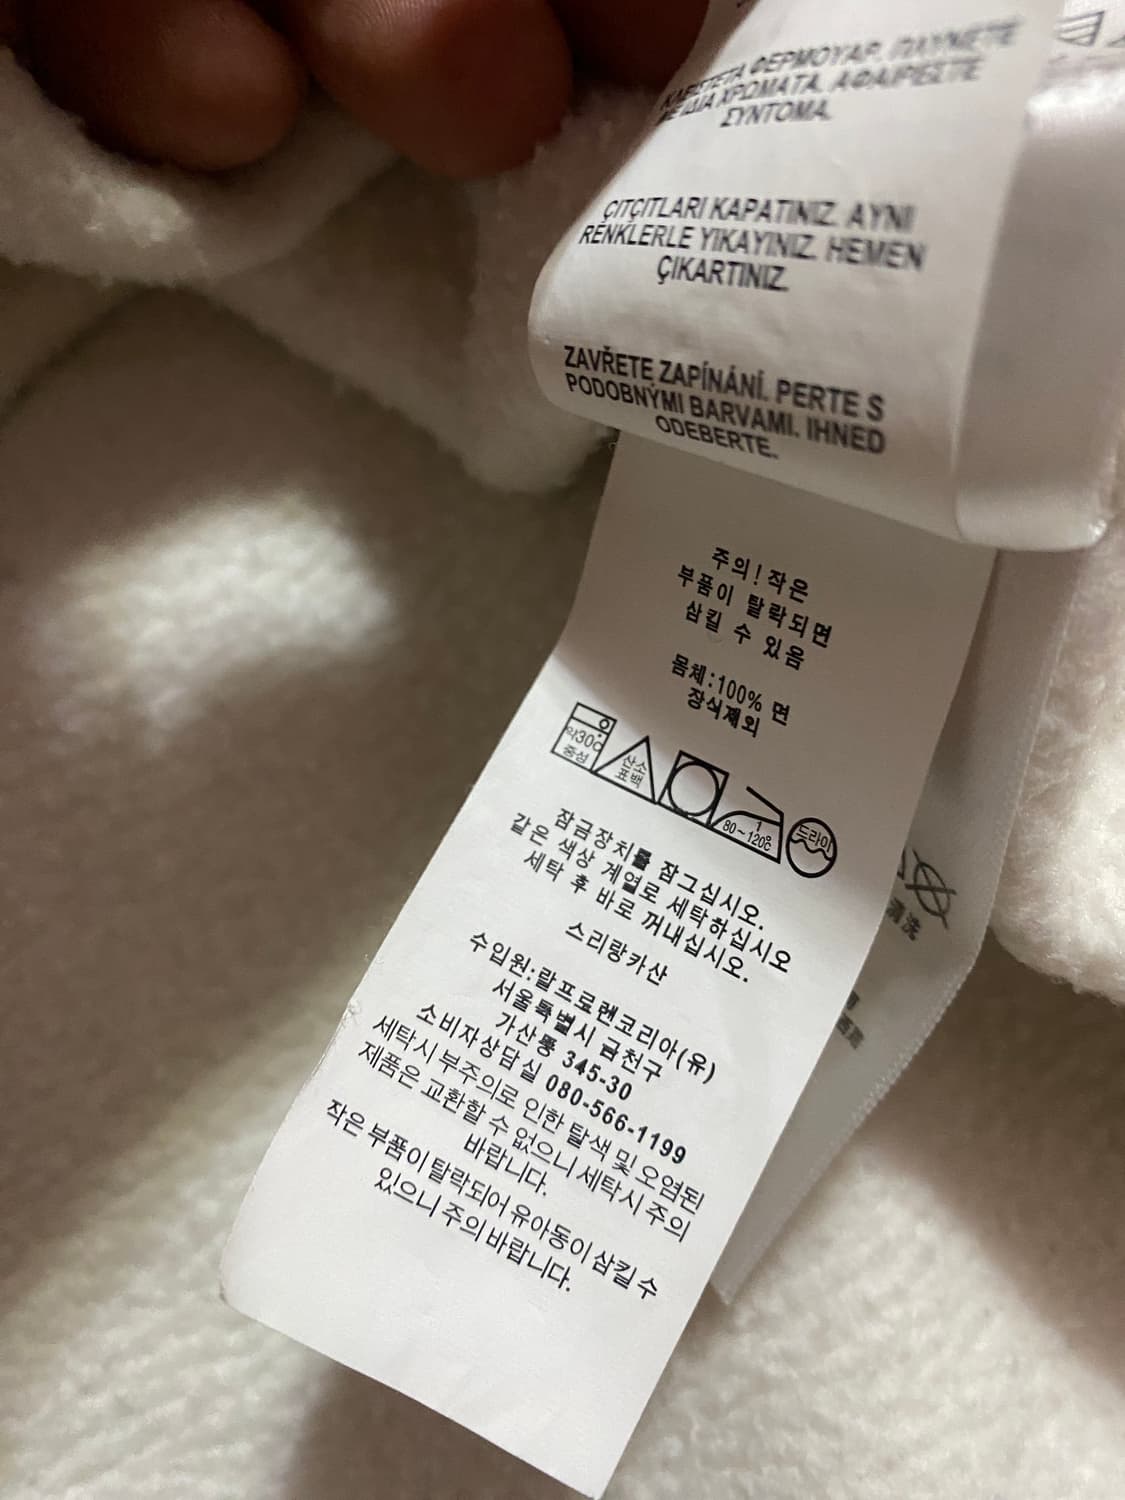 ΦΕΡΜΟΥΑΡ. ΠΛΥΝΕΤΕ
ΜΕ ΙΔΙΑ ΧΡΩΜΑΤΑ. ΑΦΑΙΡΕΣΤΕ
ΣΥΝΤΟΜΑ.
ÇITÇITLARI KAPATINIZ. AYNI
RENKLERLE YIKAYINIZ. HEMEN
ÇIKARTINIZ.
ZAVŘETE ZAPÍNÁNÍ. PERTE S
PODOBNÝMI BARVAMI. IHNED
ODEBERTE.
주의! 작은
부품이 탈락되면
삼킬 수 있음
몸체:100% 면
장식제외
약30℃
중성
산소
표백
1
80~120℃
드라이
잠금장치를 잠그십시오.
같은 색상 계열로 세탁하십시오
세탁 후 바로 꺼내십시오.
스리랑카산
수입원:랄프로렌코리아(유)
서울특별시 금천구
가산동 345-30
소비자상담실 080-566-1199
세탁시 부주의로 인한 탈색 및 오염된
제품은 교환할 수 없으니 세탁시 주의
바랍니다.
작은 부품이 탈락되어 유아동이 삼킬 수
있으니 주의 바랍니다.
清洗